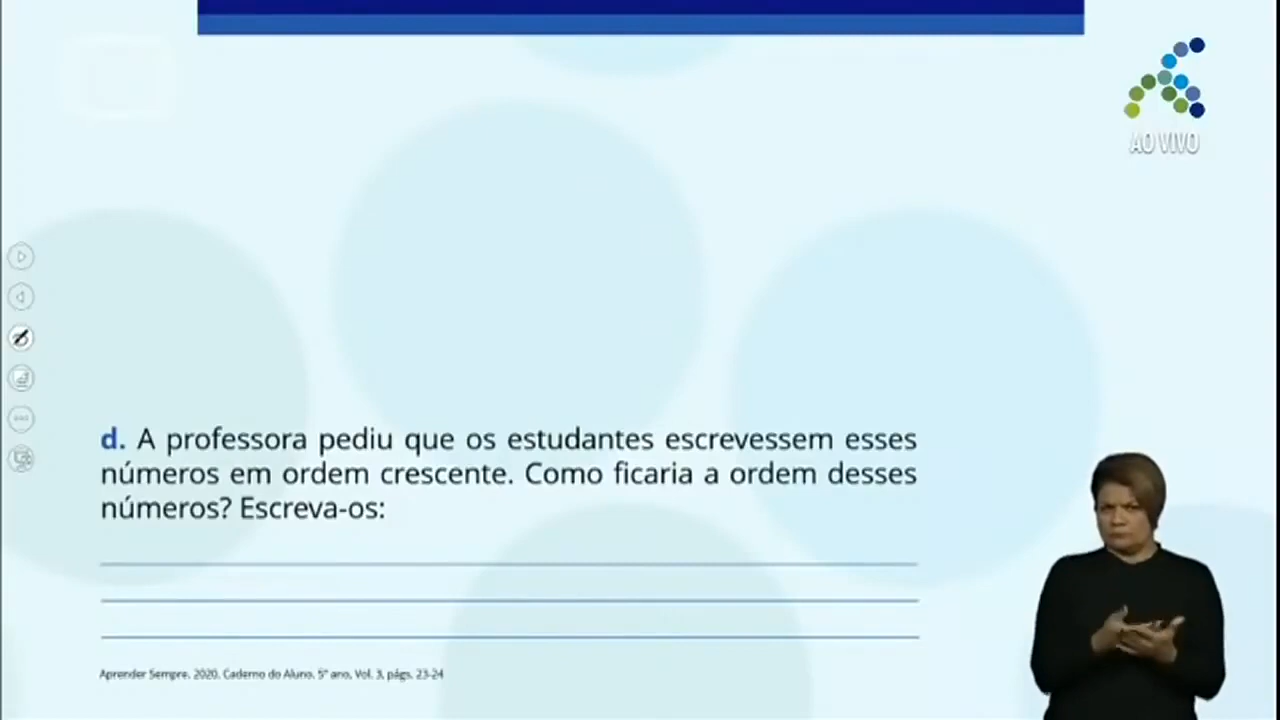 AO VIVO
d. A professora pediu que os estudantes escrevessem esses
números em ordem crescente. Como ficaria a ordem desses
números? Escreva-os:
Aprender Sempre. 2020. Caderno do Aluno. 5º ano, Vol. 3, págs. 23-24